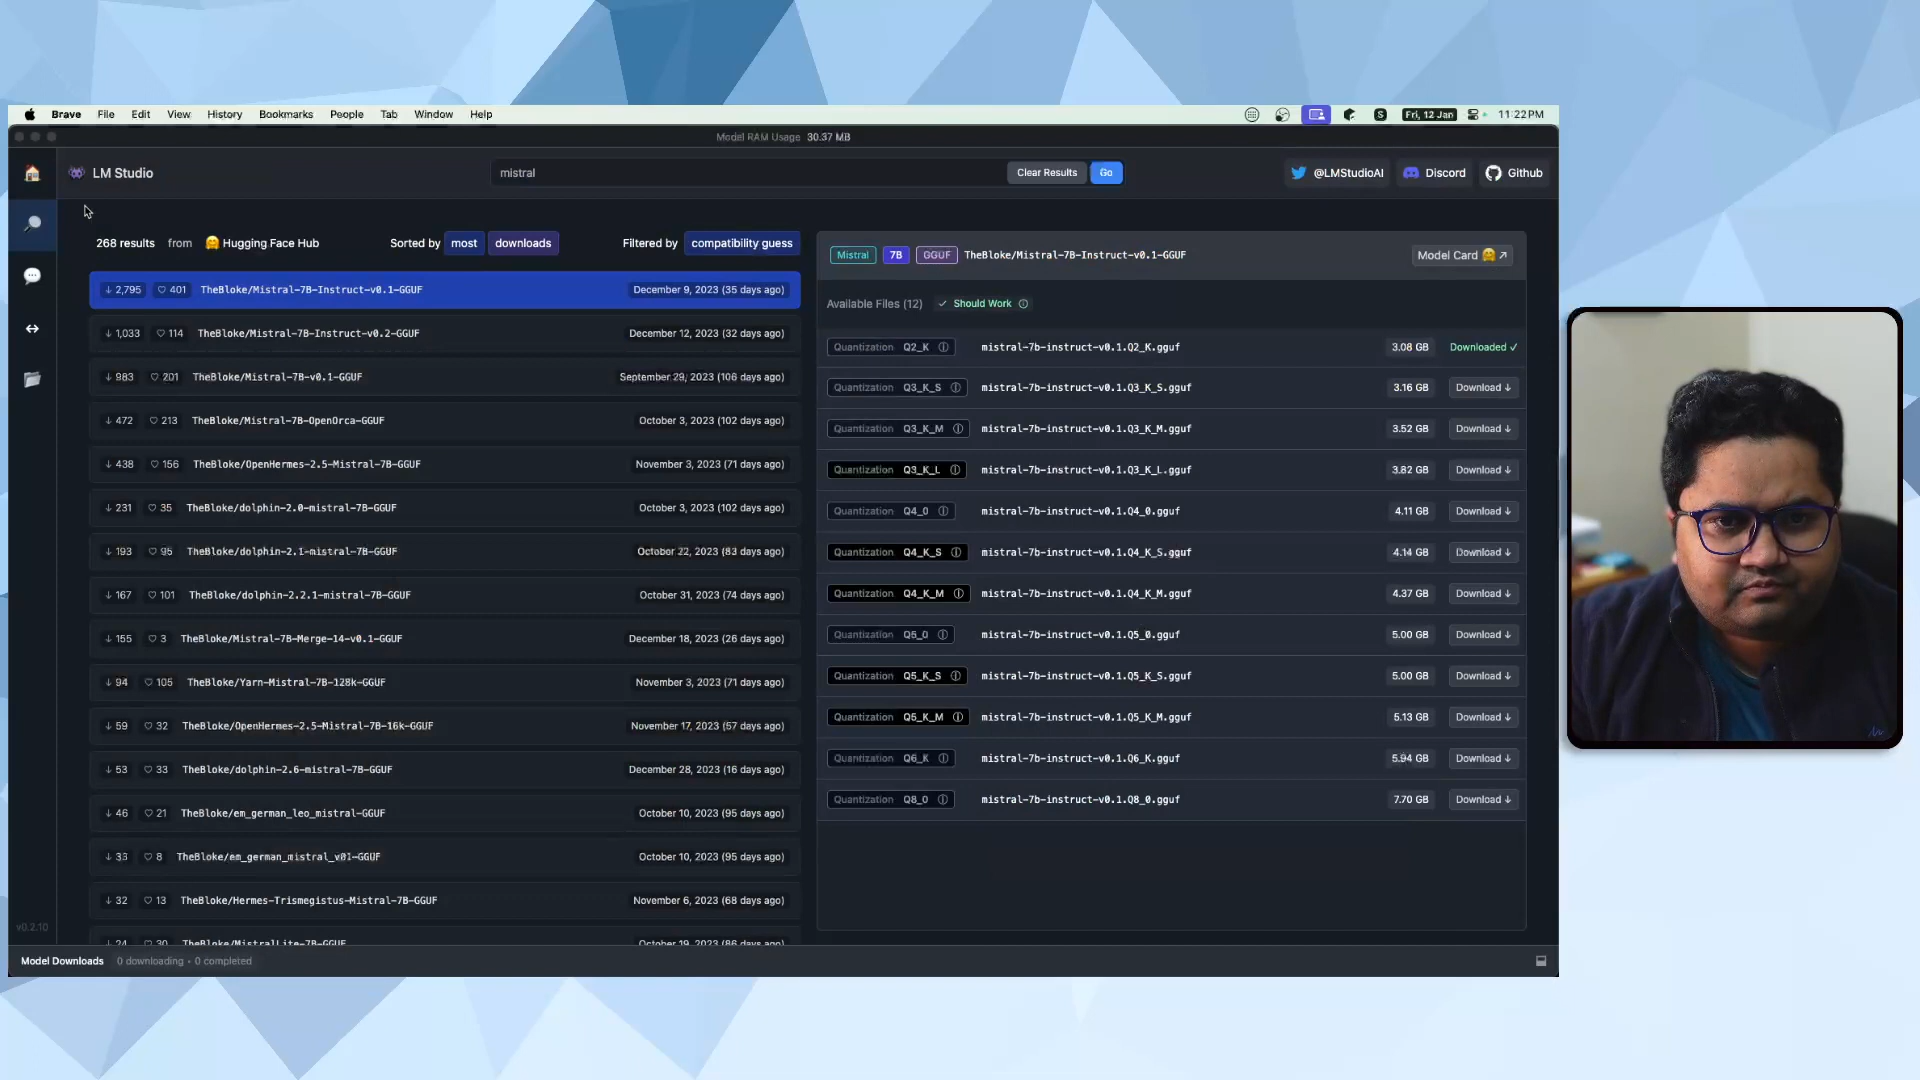 Brave File Edit View History Bookmarks People Tab Window Help Fri, 12 Jan 11:22PM
Model RAM Usage 30.37 MB
LM Studio mistral Clear Results Go @LMStudioAI Discord Github
268 results from Hugging Face Hub Sorted by most downloads Filtered by compatibility guess
2,795 401 TheBloke/Mistral-7B-Instruct-v0.1-GGUF December 9, 2023 (35 days ago)
1,033 114 TheBloke/Mistral-7B-Instruct-v0.2-GGUF December 12, 2023 (32 days ago)
983 201 TheBloke/Mistral-7B-v0.1-GGUF September 29, 2023 (106 days ago)
472 213 TheBloke/Mistral-7B-OpenOrca-GGUF October 3, 2023 (102 days ago)
438 156 TheBloke/OpenHermes-2.5-Mistral-7B-GGUF November 3, 2023 (71 days ago)
231 35 TheBloke/dolphin-2.0-mistral-7B-GGUF October 3, 2023 (102 days ago)
193 95 TheBloke/dolphin-2.1-mistral-7B-GGUF October 22, 2023 (83 days ago)
167 101 TheBloke/dolphin-2.2.1-mistral-7B-GGUF October 31, 2023 (74 days ago)
155 3 TheBloke/Mistral-7B-Merge-14-v0.1-GGUF December 18, 2023 (26 days ago)
94 105 TheBloke/Yarn-Mistral-7B-128k-GGUF November 3, 2023 (71 days ago)
59 32 TheBloke/OpenHermes-2.5-Mistral-7B-16k-GGUF November 17, 2023 (57 days ago)
53 33 TheBloke/dolphin-2.6-mistral-7B-GGUF December 28, 2023 (16 days ago)
46 21 TheBloke/em_german_leo_mistral-GGUF October 10, 2023 (95 days ago)
33 8 TheBloke/em_german_mistral_v01-GGUF October 10, 2023 (95 days ago)
32 13 TheBloke/Hermes-Trismegistus-Mistral-7B-GGUF November 6, 2023 (68 days ago)
24 30 TheBloke/MistralLite-7B-GGUF October 19, 2023 (86 days ago)
Mistral 7B GGUF TheBloke/Mistral-7B-Instruct-v0.1-GGUF Model Card
Available Files (12) Should Work
Quantization Q2_K mistral-7b-instruct-v0.1.Q2_K.gguf 3.08 GB Downloaded
Quantization Q3_K_S mistral-7b-instruct-v0.1.Q3_K_S.gguf 3.16 GB Download
Quantization Q3_K_M mistral-7b-instruct-v0.1.Q3_K_M.gguf 3.52 GB Download
Quantization Q3_K_L mistral-7b-instruct-v0.1.Q3_K_L.gguf 3.82 GB Download
Quantization Q4_0 mistral-7b-instruct-v0.1.Q4_0.gguf 4.11 GB Download
Quantization Q4_K_S mistral-7b-instruct-v0.1.Q4_K_S.gguf 4.14 GB Download
Quantization Q4_K_M mistral-7b-instruct-v0.1.Q4_K_M.gguf 4.37 GB Download
Quantization Q5_0 mistral-7b-instruct-v0.1.Q5_0.gguf 5.00 GB Download
Quantization Q5_K_S mistral-7b-instruct-v0.1.Q5_K_S.gguf 5.00 GB Download
Quantization Q5_K_M mistral-7b-instruct-v0.1.Q5_K_M.gguf 5.13 GB Download
Quantization Q6_K mistral-7b-instruct-v0.1.Q6_K.gguf 5.94 GB Download
Quantization Q8_0 mistral-7b-instruct-v0.1.Q8_0.gguf 7.70 GB Download
v0.2.10
Model Downloads 0 downloading • 0 completed